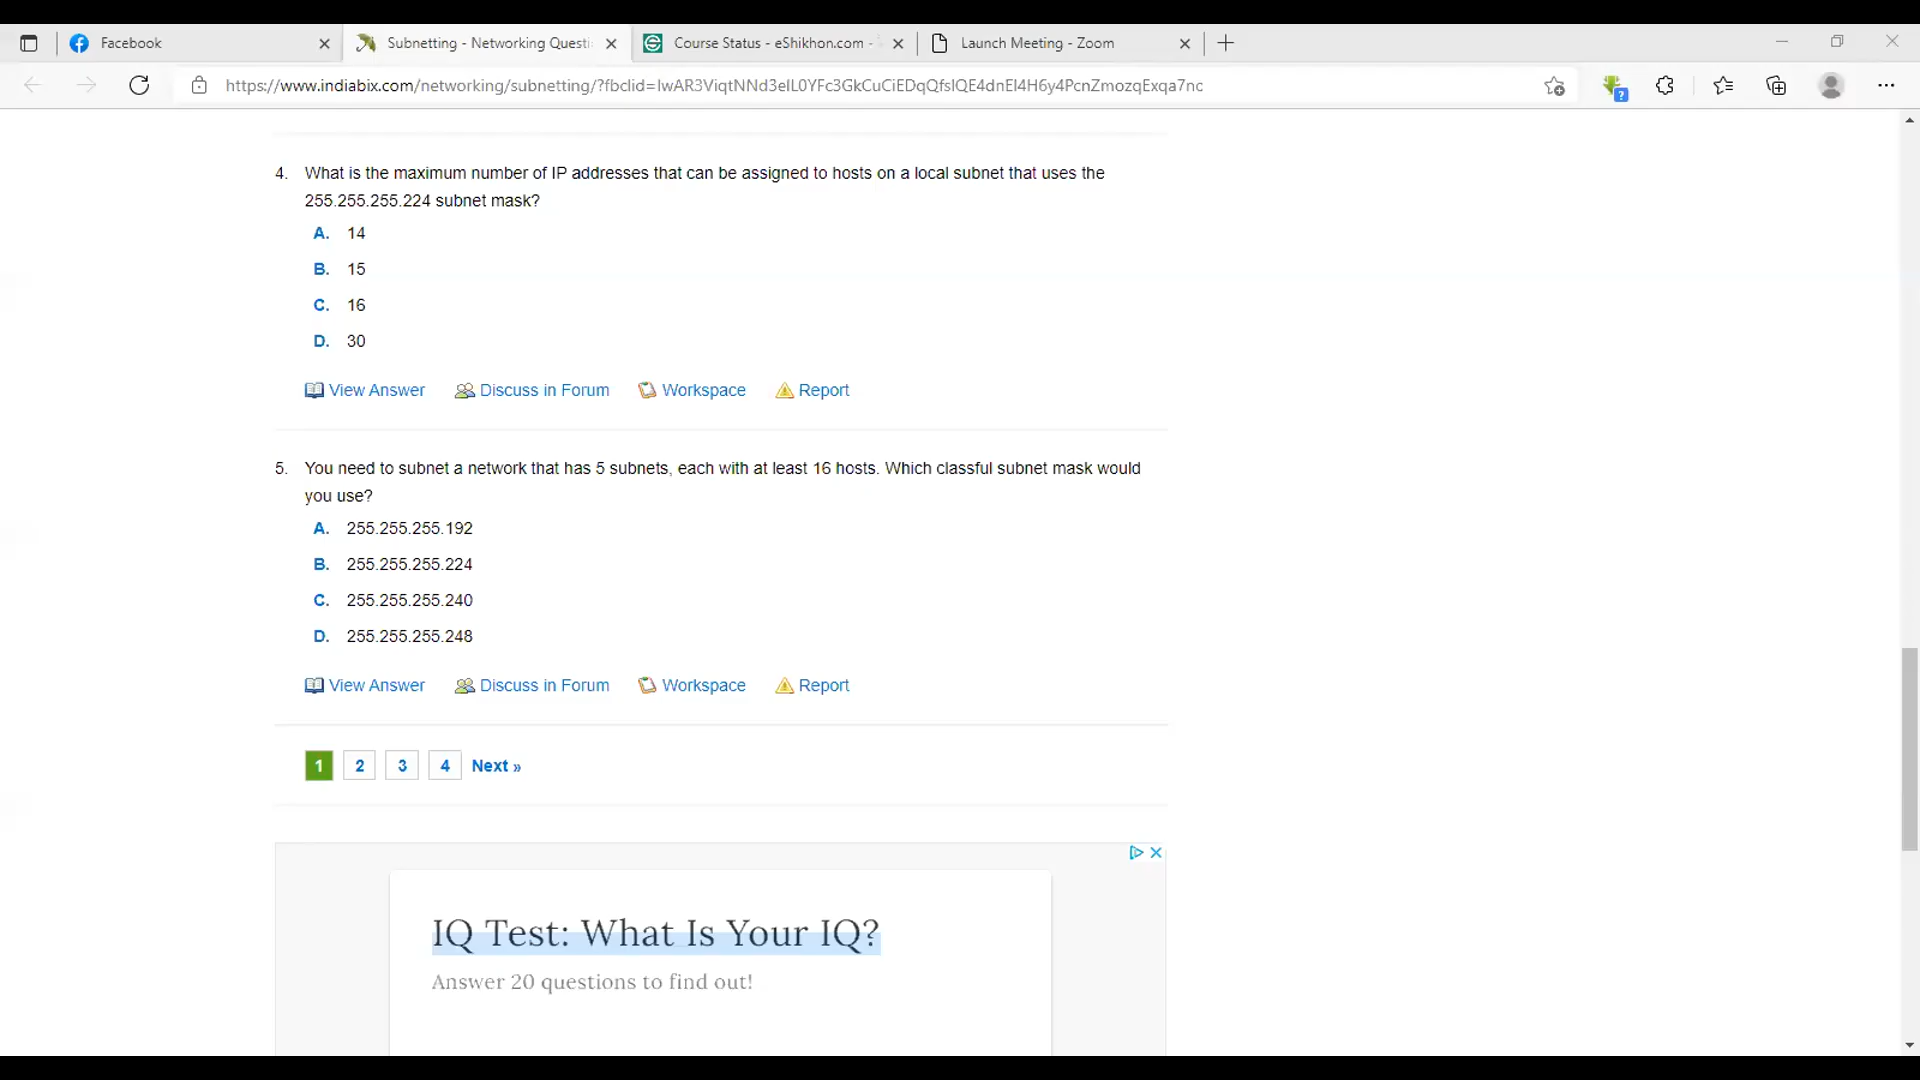 Facebook
Subnetting - Networking Questi
Course Status - eShikhon.com -
Launch Meeting - Zoom
https://www.indiabix.com/networking/subnetting/?fbclid=IwAR3ViqtNNd3eIL0YFc3GkCuCiEDqQfsIQE4dnEI4H6y4PcnZmozqExqa7nc
4. What is the maximum number of IP addresses that can be assigned to hosts on a local subnet that uses the
255.255.255.224 subnet mask?
A. 14
B. 15
C. 16
D. 30
View Answer Discuss in Forum Workspace Report
5. You need to subnet a network that has 5 subnets, each with at least 16 hosts. Which classful subnet mask would
you use?
A. 255.255.255.192
B. 255.255.255.224
C. 255.255.255.240
D. 255.255.255.248
View Answer Discuss in Forum Workspace Report
1 2 3 4 Next »
IQ Test: What Is Your IQ?
Answer 20 questions to find out!